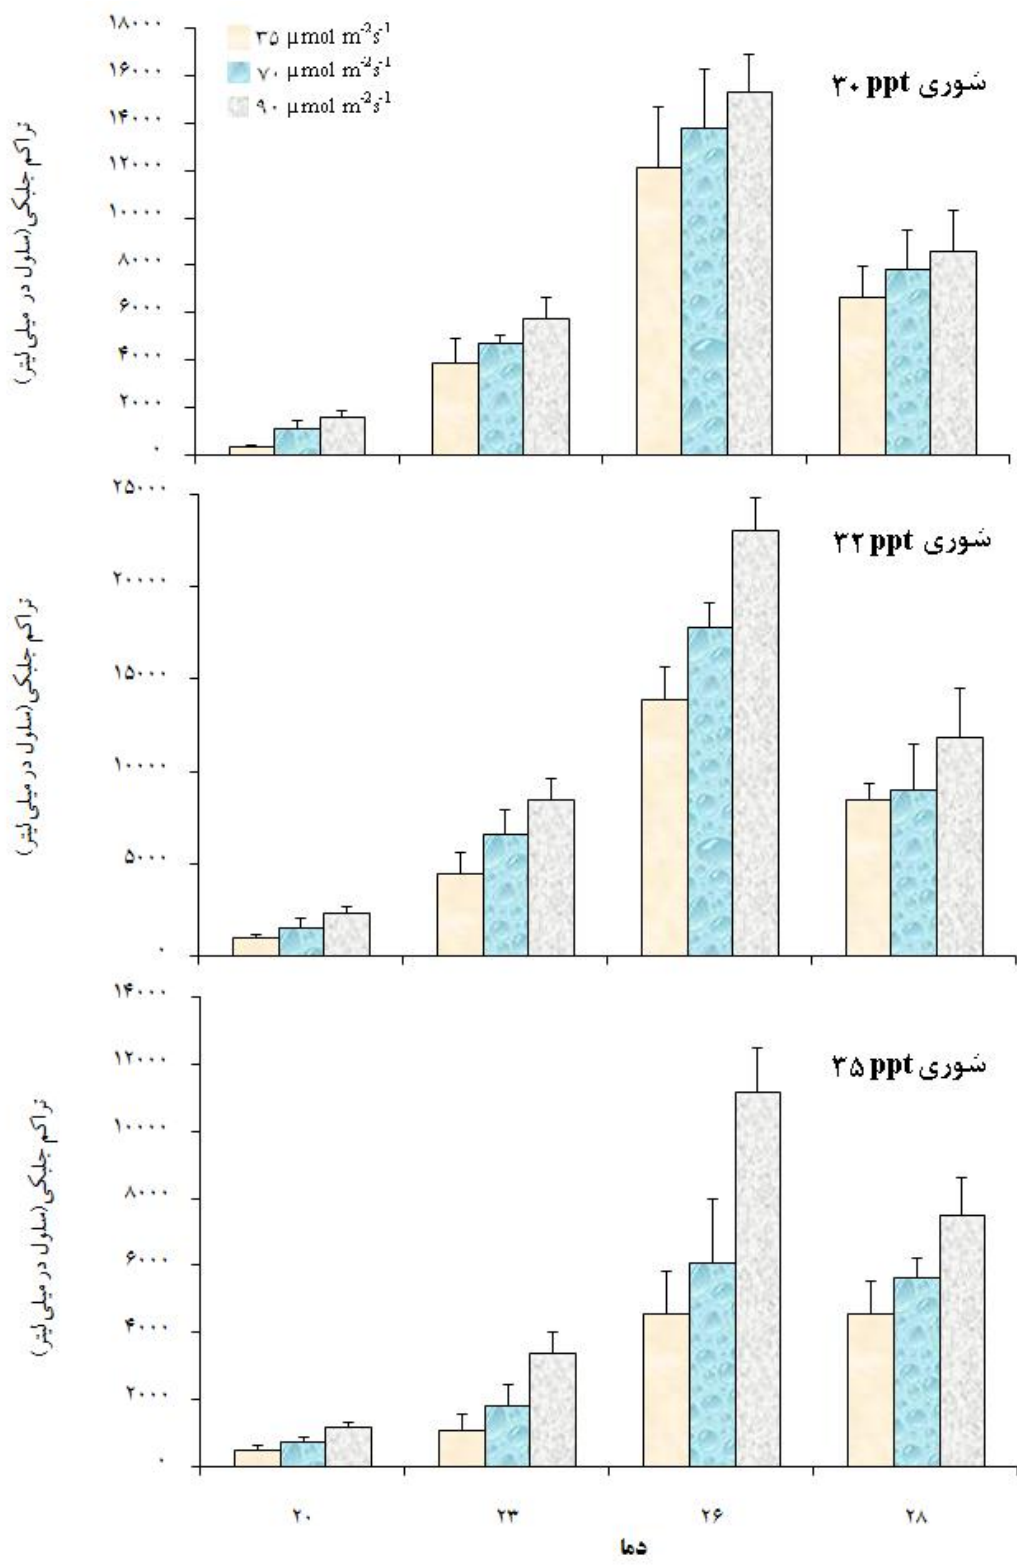 ۱۸۰۰۰
۱۶۰۰۰
۱۴۰۰۰
۱۲۰۰۰
۱۰۰۰۰
۸۰۰۰
۶۰۰۰
۴۰۰۰
۲۰۰۰
۰
تراکم جلبکی (سلول در میلی لیتر)
۳۵ µmol m⁻²s⁻¹
۷۰ µmol m⁻²s⁻¹
۹۰ µmol m⁻²s⁻¹
شوری ۳۰ ppt
۲۵۰۰۰
۲۰۰۰۰
۱۵۰۰۰
۱۰۰۰۰
۵۰۰۰
۰
تراکم جلبکی (سلول در میلی لیتر)
شوری ۳۲ ppt
۱۴۰۰۰
۱۲۰۰۰
۱۰۰۰۰
۸۰۰۰
۶۰۰۰
۴۰۰۰
۲۰۰۰
۰
تراکم جلبکی (سلول در میلی لیتر)
شوری ۳۵ ppt
۲۰ ۲۳ ۲۶ ۲۸
دما